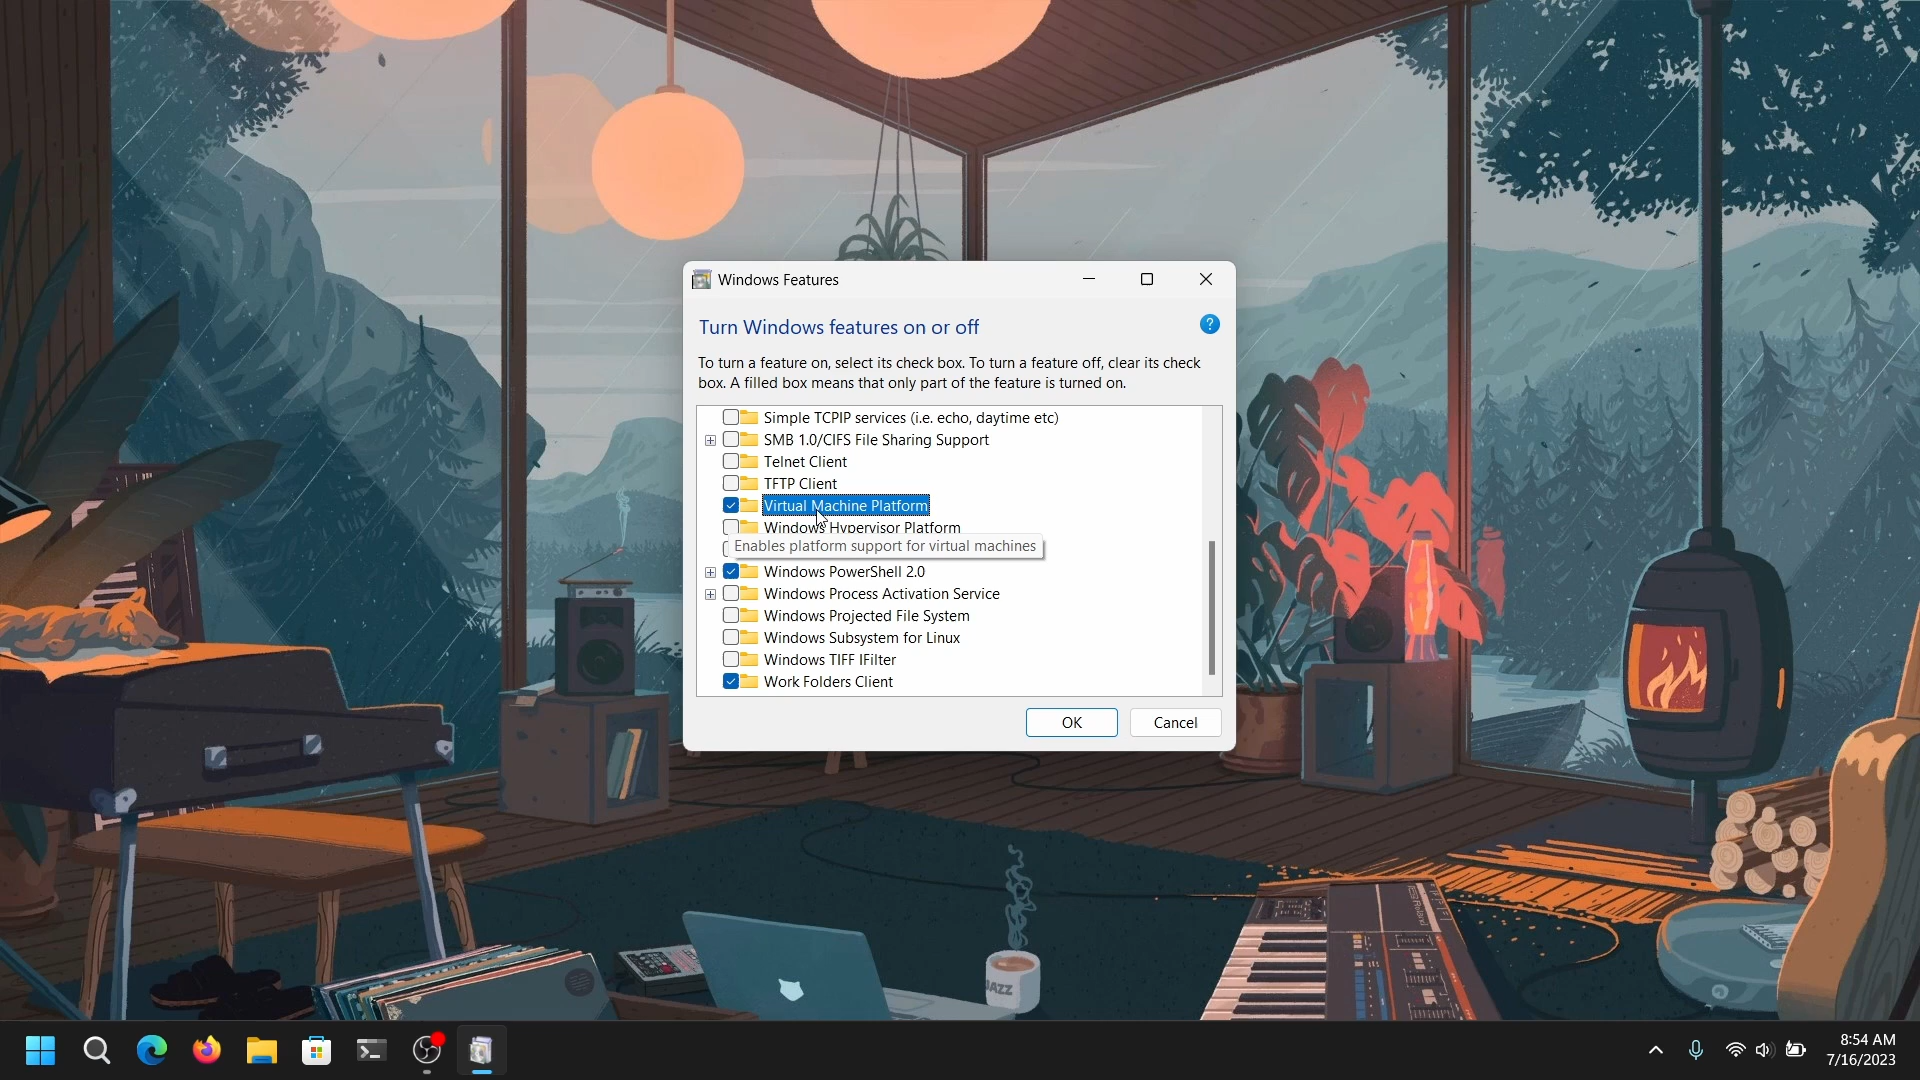 Windows Features
Turn Windows features on or off
To turn a feature on, select its check box. To turn a feature off, clear its check
box. A filled box means that only part of the feature is turned on.
Simple TCPIP services (i.e. echo, daytime etc)
SMB 1.0/CIFS File Sharing Support
Telnet Client
TFTP Client
Virtual Machine Platform
Windows Hypervisor Platform
Enables platform support for virtual machines
Windows PowerShell 2.0
Windows Process Activation Service
Windows Projected File System
Windows Subsystem for Linux
Windows TIFF IFilter
Work Folders Client
OK
Cancel
Roland
JAZZ
8:54 AM
7/16/2023